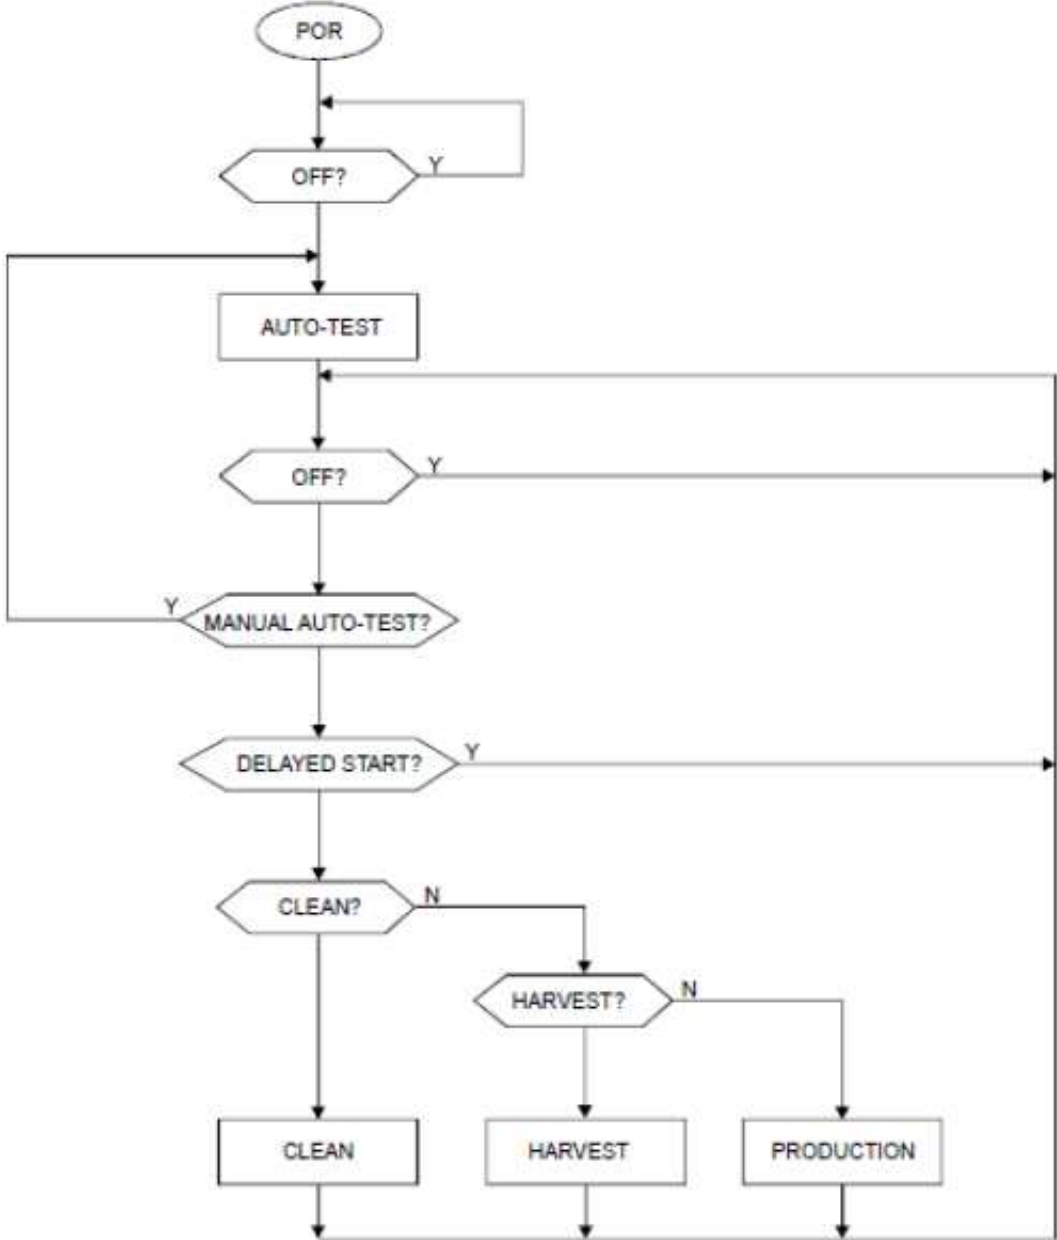 POR
Y
OFF?
AUTO-TEST
Y
OFF?
Y
MANUAL AUTO-TEST?
Y
DELAYED START?
N
CLEAN?
N
HARVEST?
CLEAN
HARVEST
PRODUCTION